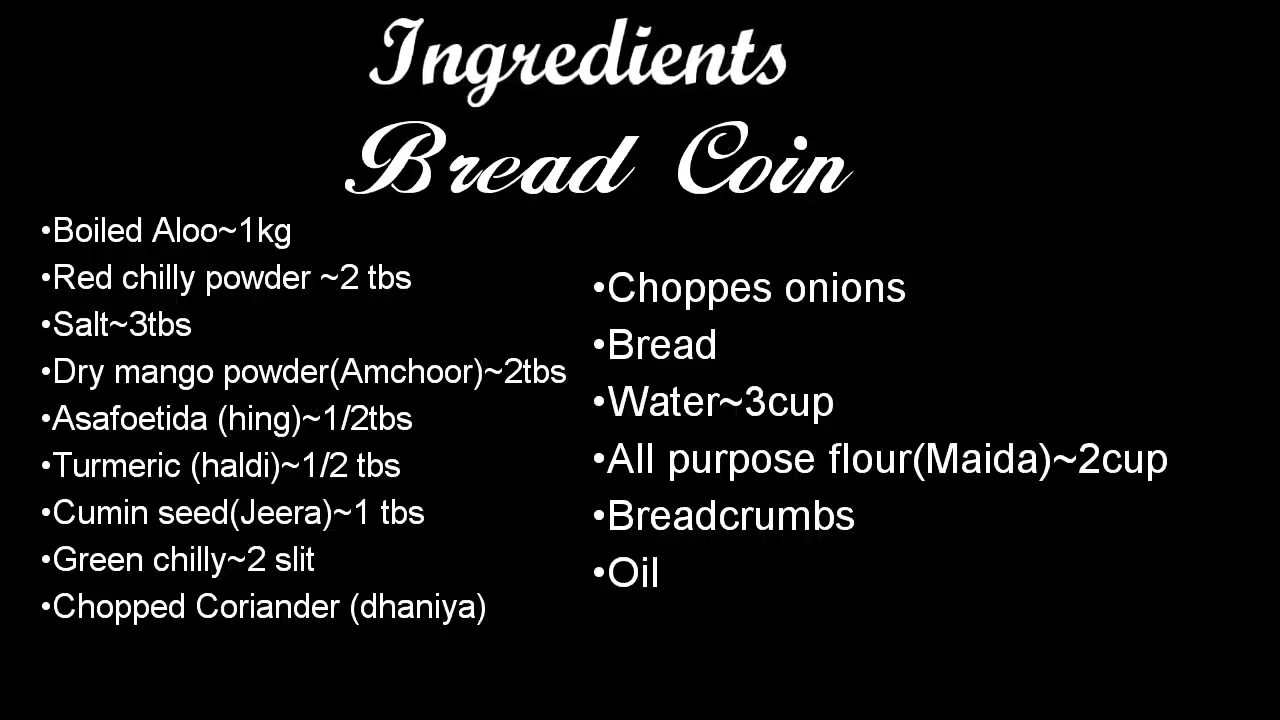 Ingredients
Bread Coin
•Boiled Aloo~1kg
•Red chilly powder ~2 tbs
•Salt~3tbs
•Dry mango powder(Amchoor)~2tbs
•Asafoetida (hing)~1/2tbs
•Turmeric (haldi)~1/2 tbs
•Cumin seed(Jeera)~1 tbs
•Green chilly~2 slit
•Chopped Coriander (dhaniya)
•Choppes onions
•Bread
•Water~3cup
•All purpose flour(Maida)~2cup
•Breadcrumbs
•Oil